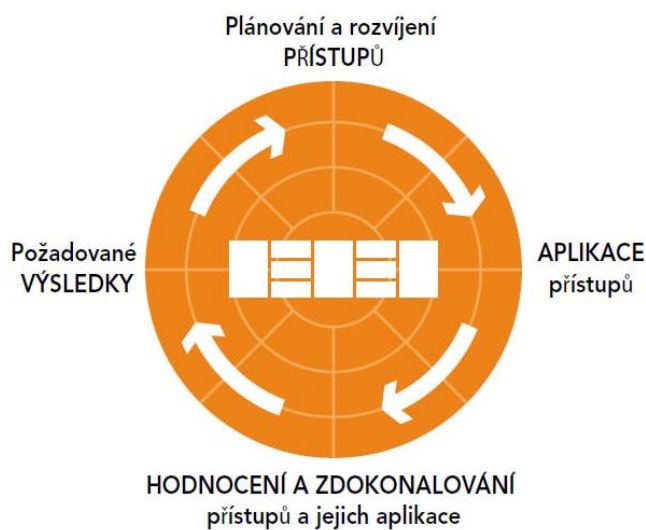 Plánování a rozvíjení
PŘÍSTUPŮ
Požadované
VÝSLEDKY
APLIKACE
přístupů
HODNOCENÍ A ZDOKONALOVÁNÍ
přístupů a jejich aplikace